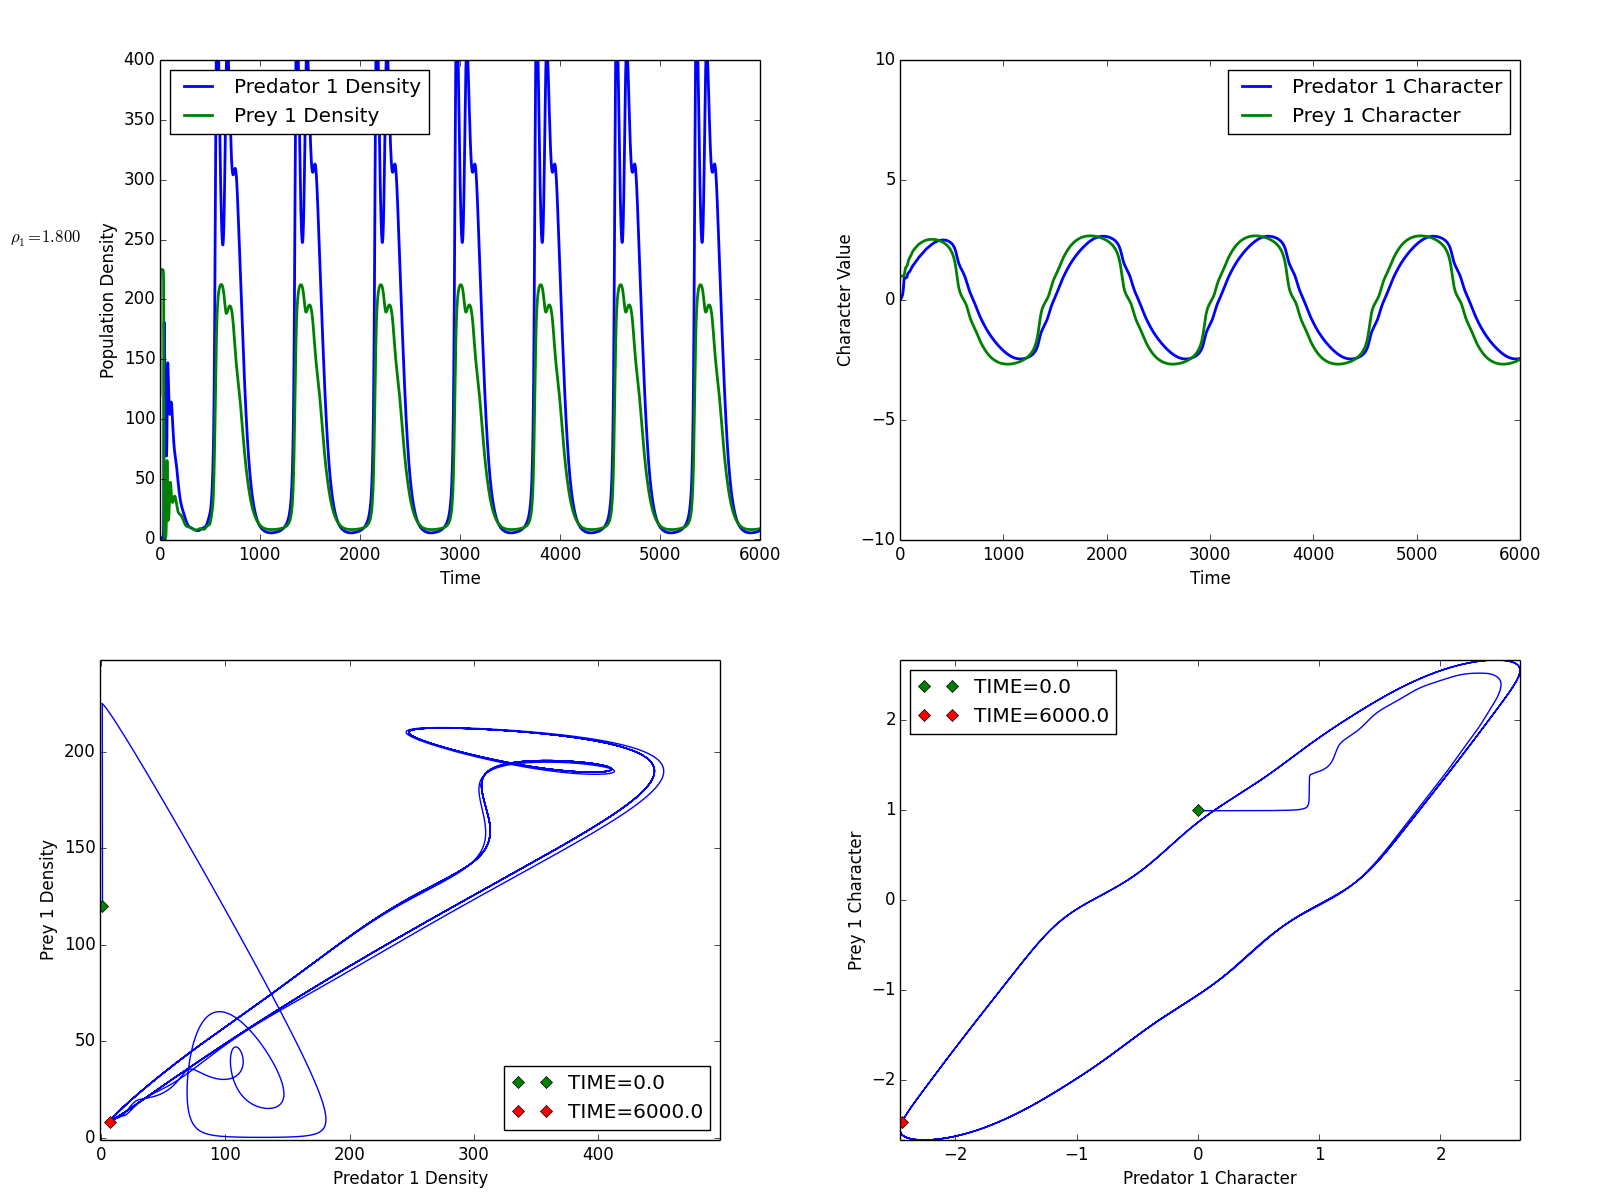 400
350
300
250
200
150
100
50
0
Population Density
ρ₁=1.800
Predator 1 Density
Prey 1 Density
0 1000 2000 3000 4000 5000 6000
Time
10
5
0
−5
−10
Character Value
Predator 1 Character
Prey 1 Character
0 1000 2000 3000 4000 5000 6000
Time
200
150
100
50
0
Prey 1 Density
TIME=0.0
TIME=6000.0
0 100 200 300 400
Predator 1 Density
2
1
0
−1
−2
Prey 1 Character
TIME=0.0
TIME=6000.0
−2 −1 0 1 2
Predator 1 Character